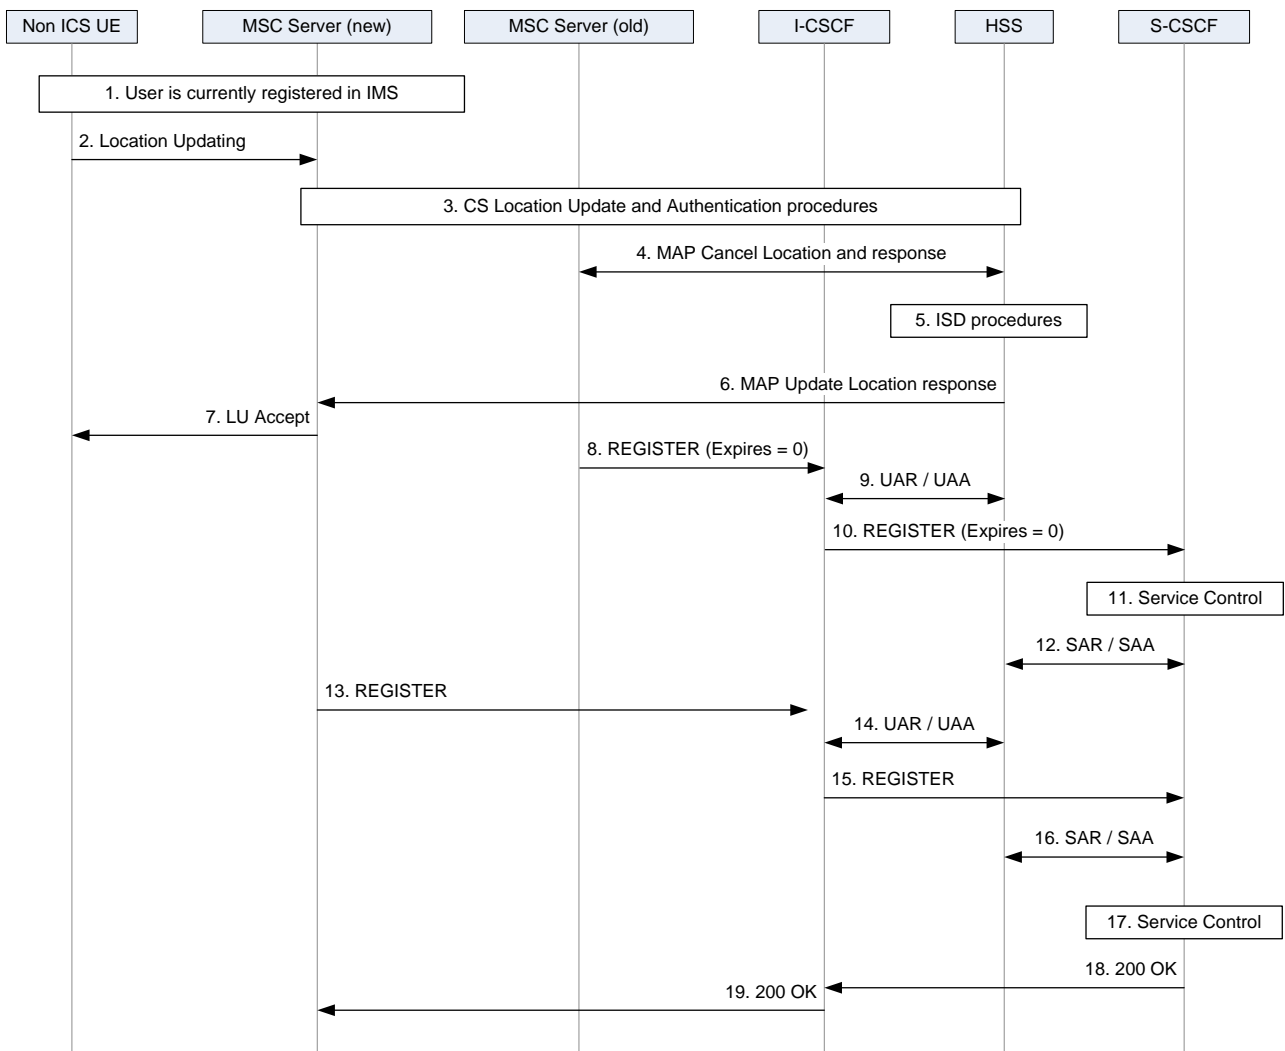 Non ICS UE
MSC Server (new)
MSC Server (old)
I-CSCF
HSS
S-CSCF
1. User is currently registered in IMS
2. Location Updating
3. CS Location Update and Authentication procedures
4. MAP Cancel Location and response
5. ISD procedures
6. MAP Update Location response
7. LU Accept
8. REGISTER (Expires = 0)
9. UAR / UAA
10. REGISTER (Expires = 0)
11. Service Control
12. SAR / SAA
13. REGISTER
14. UAR / UAA
15. REGISTER
16. SAR / SAA
17. Service Control
18. 200 OK
19. 200 OK